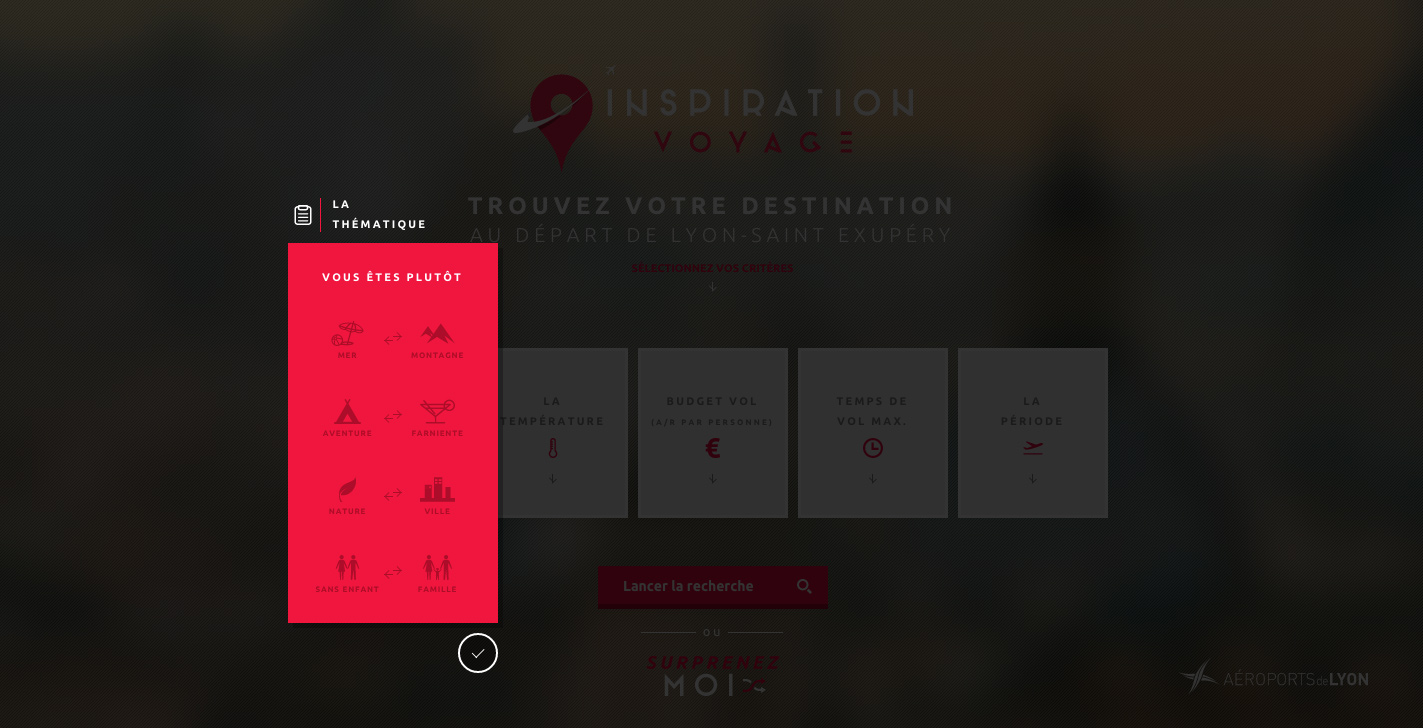 INSPIRATION
VOYAGE
TROUVEZ VOTRE DESTINATION
AU DÉPART DE LYON-SAINT EXUPÉRY
SÉLECTIONNEZ VOS CRITÈRES
LA
THÉMATIQUE
VOUS ÊTES PLUTÔT
MER MONTAGNE
AVENTURE FARNIENTE
NATURE VILLE
SANS ENFANT FAMILLE
LA
TEMPÉRATURE
BUDGET VOL
(A/R PAR PERSONNE)
€
TEMPS DE
VOL MAX.
LA
PÉRIODE
Lancer la recherche
OU
SURPRENEZ
MOI
AÉROPORTS de LYON